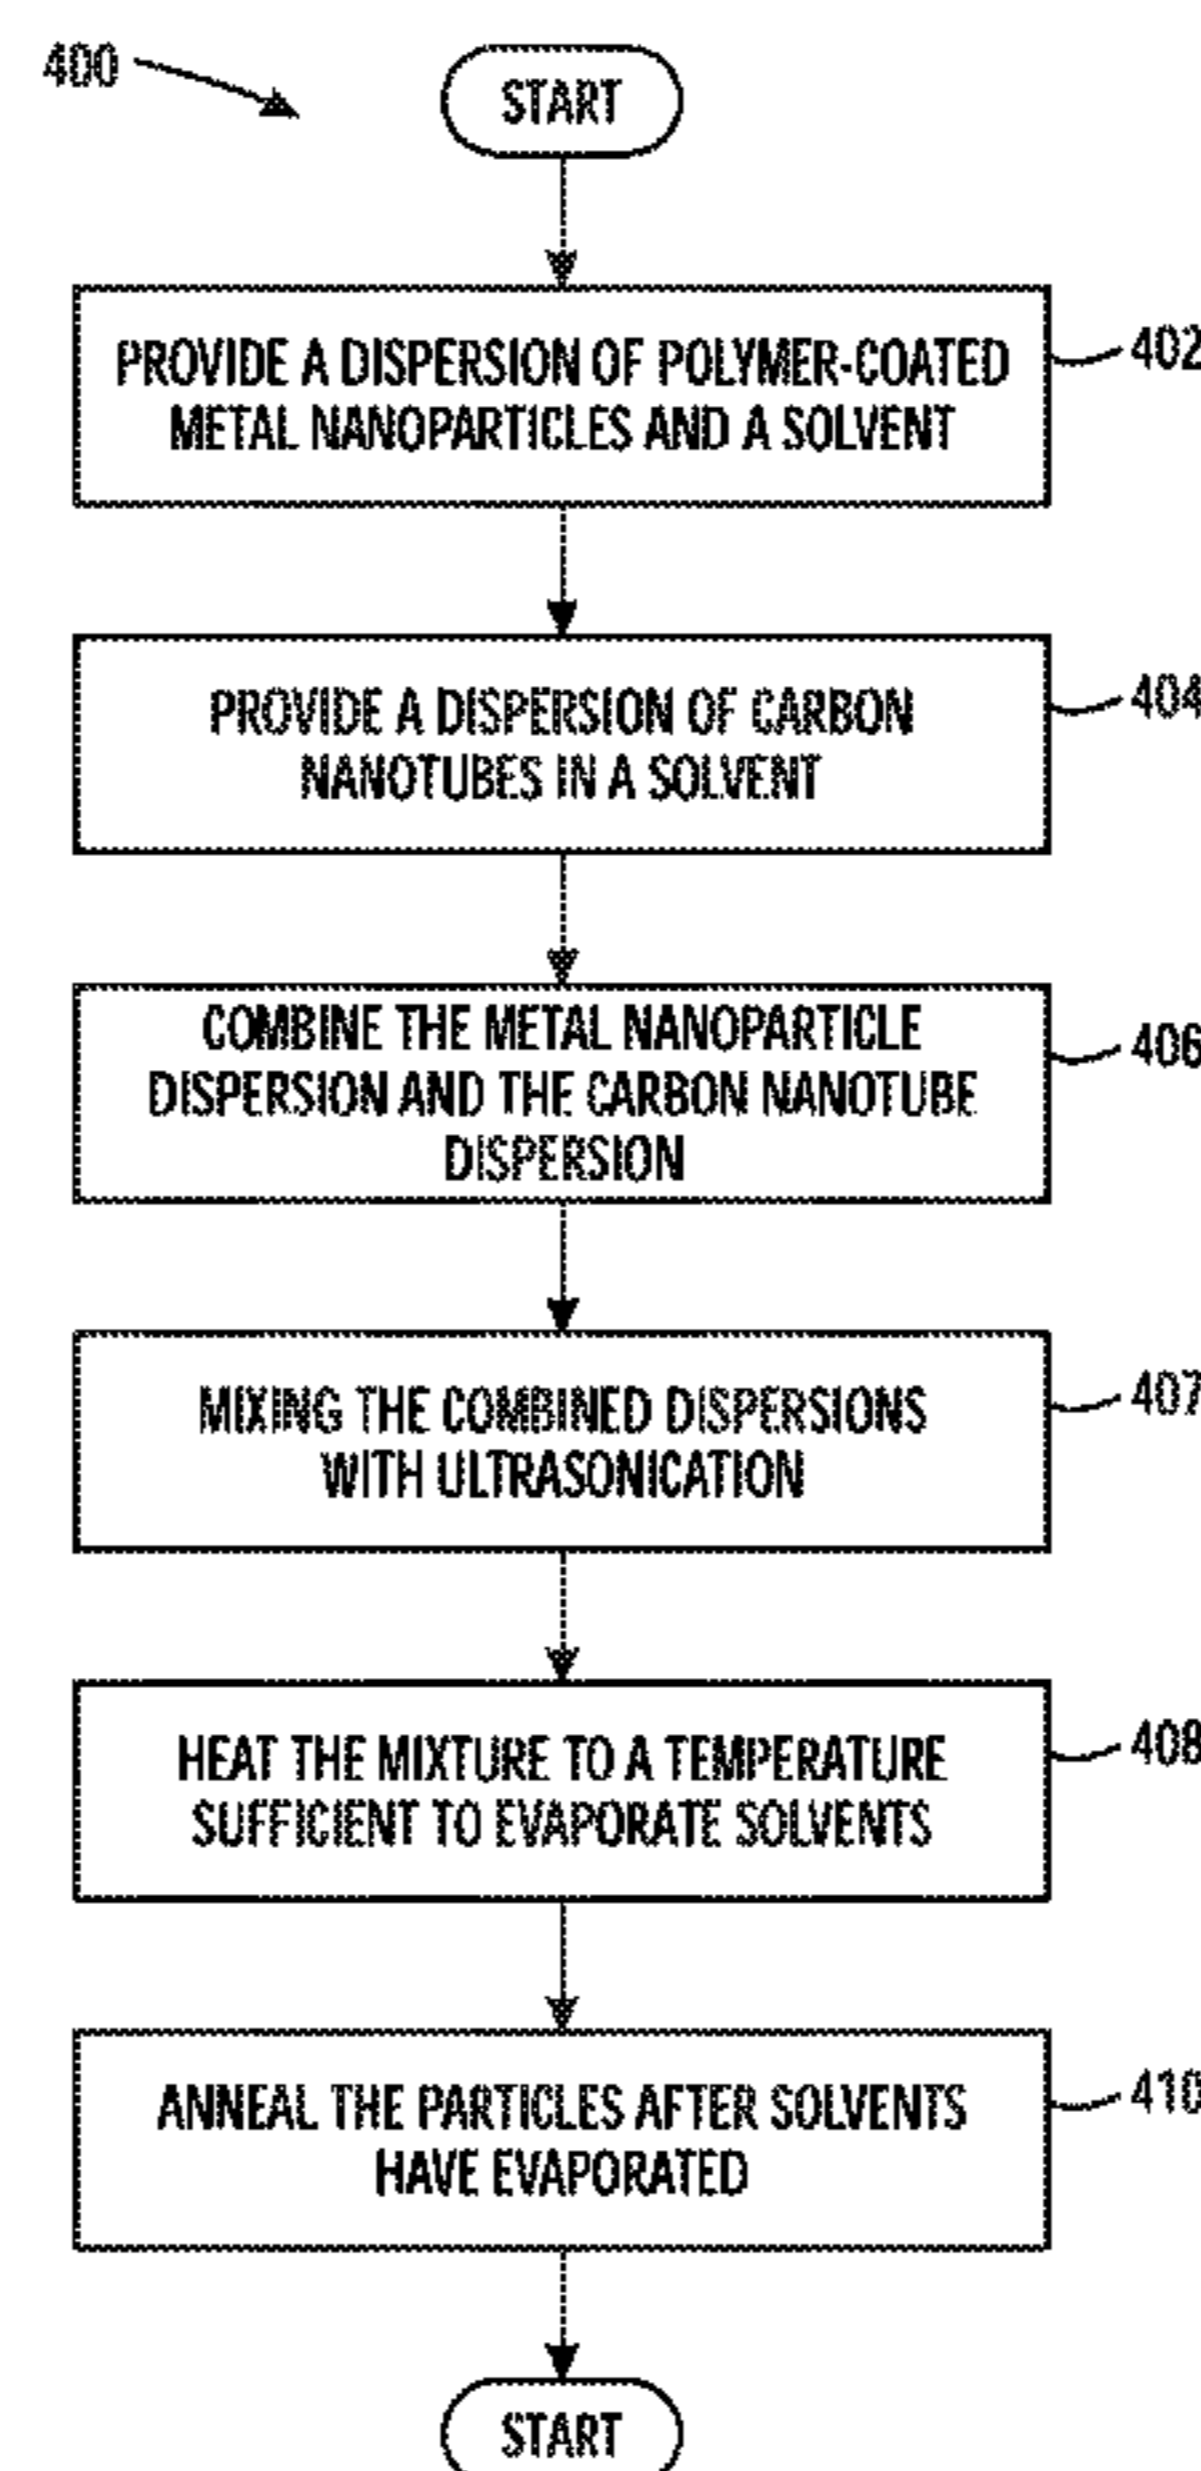 400
START
PROVIDE A DISPERSION OF POLYMER-COATED
METAL NANOPARTICLES AND A SOLVENT
402
PROVIDE A DISPERSION OF CARBON
NANOTUBES IN A SOLVENT
404
COMBINE THE METAL NANOPARTICLE
DISPERSION AND THE CARBON NANOTUBE
DISPERSION
406
MIXING THE COMBINED DISPERSIONS
WITH ULTRASONICATION
407
HEAT THE MIXTURE TO A TEMPERATURE
SUFFICIENT TO EVAPORATE SOLVENTS
408
ANNEAL THE PARTICLES AFTER SOLVENTS
HAVE EVAPORATED
410
START